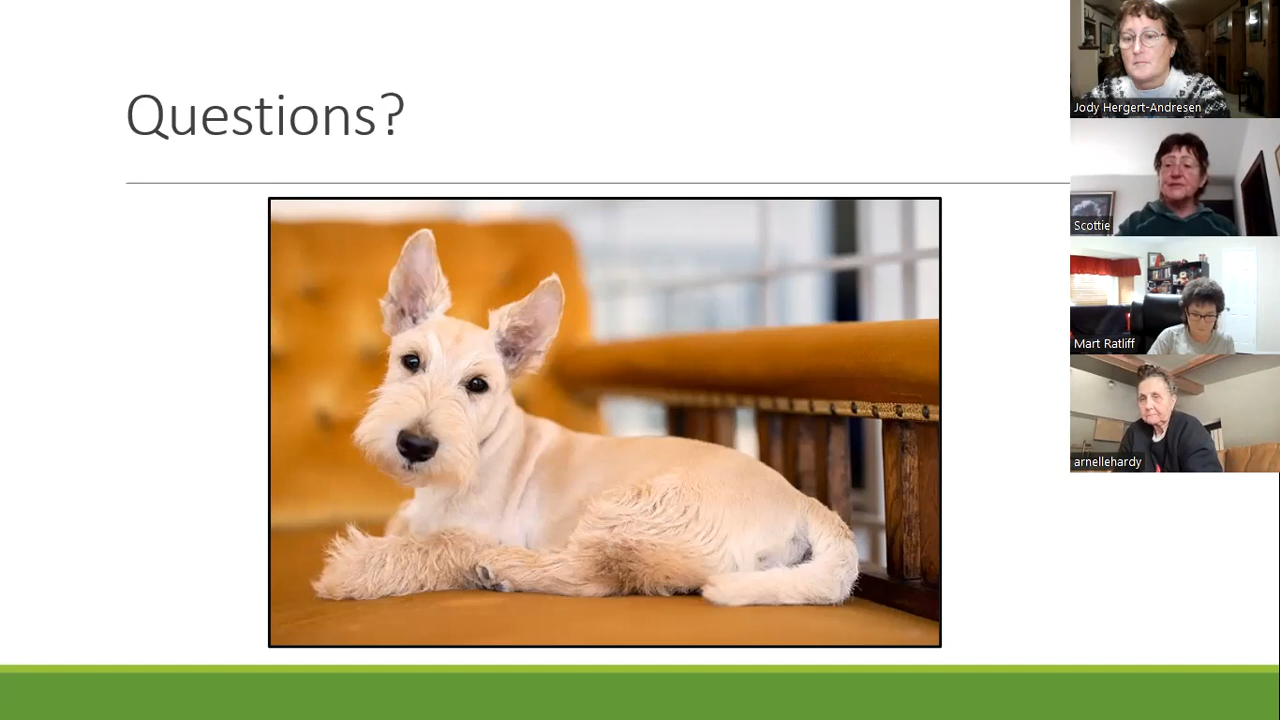 Questions?
Jody Hergert-Andresen
Scottie
Mart Ratliff
arnellehardy